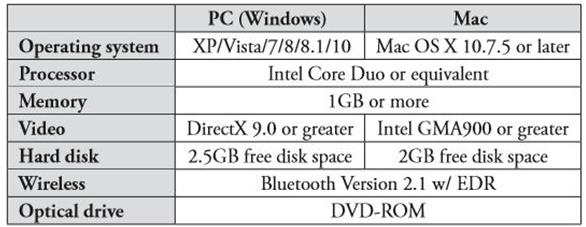 PC (Windows) Mac
Operating system XP/Vista/7/8/8.1/10 Mac OS X 10.7.5 or later
Processor Intel Core Duo or equivalent
Memory 1GB or more
Video DirectX 9.0 or greater Intel GMA900 or greater
Hard disk 2.5GB free disk space 2GB free disk space
Wireless Bluetooth Version 2.1 w/ EDR
Optical drive DVD-ROM